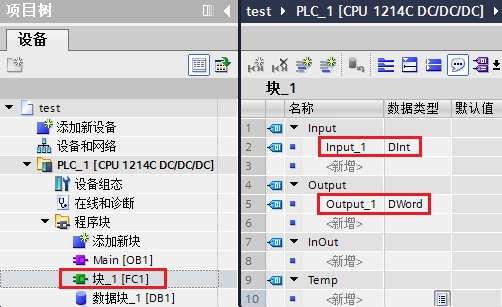 项目树
设备
test
添加新设备
设备和网络
PLC_1 [CPU 1214C DC/DC/DC]
设备组态
在线和诊断
程序块
添加新块
Main [OB1]
块_1 [FC1]
数据块_1 [DB1]
test ▸ PLC_1 [CPU 1214C DC/DC/DC]
块_1
名称 数据类型 默认值
1 Input
2 Input_1 DInt
3 <新增>
4 Output
5 Output_1 DWord
6 <新增>
7 InOut
8 <新增>
9 Temp
10 <新增>